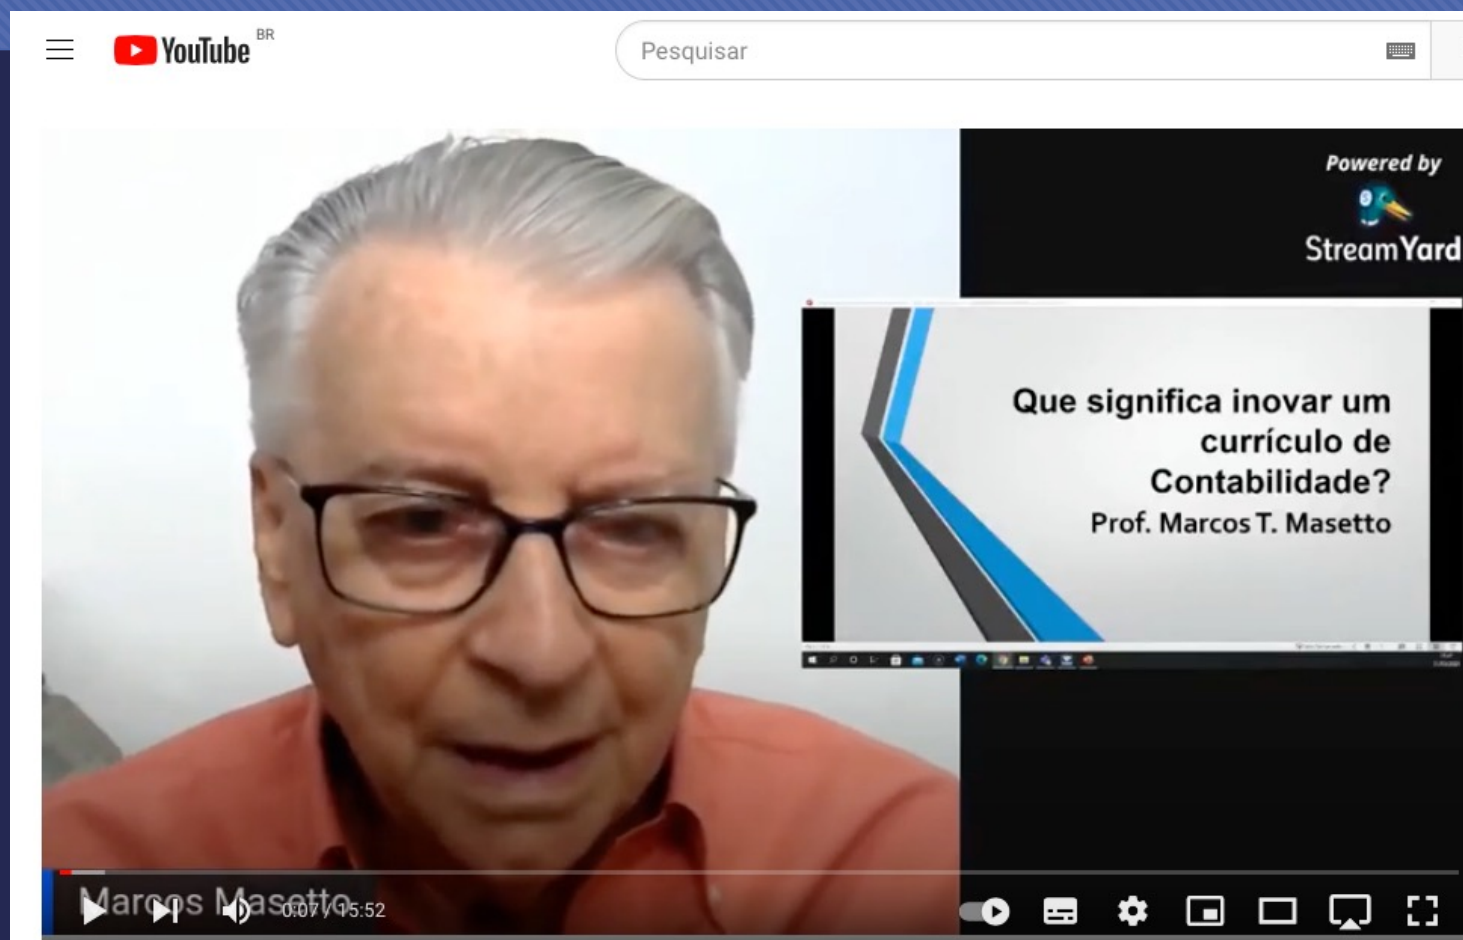 YouTube BR
Pesquisar
Powered by
StreamYard
Que significa inovar um
currículo de
Contabilidade?
Prof. Marcos T. Masetto
Marcos Masetto
0:07 / 15:52